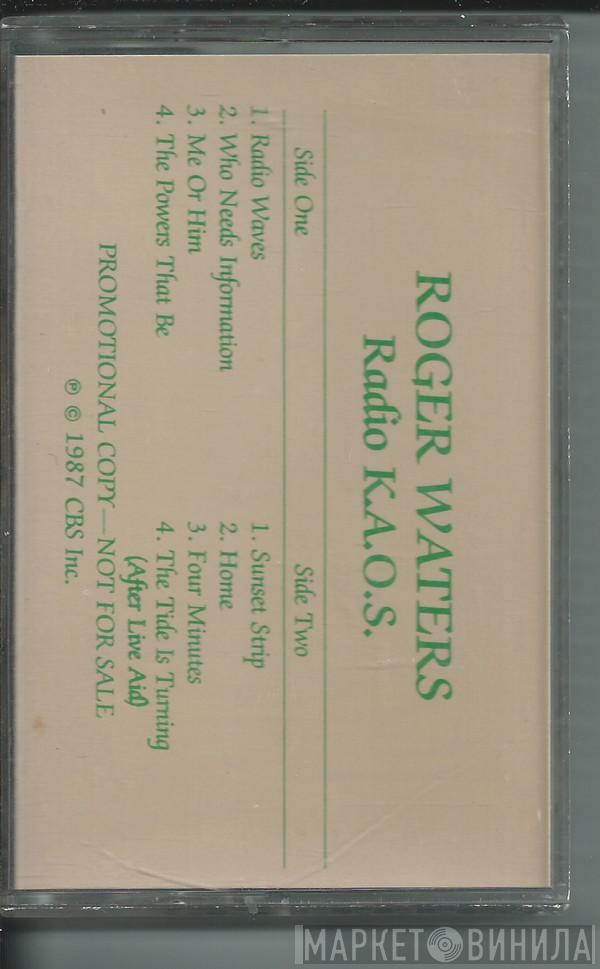 ROGER WATERS
Radio K.A.O.S.
Side One
1. Radio Waves
2. Who Needs Information
3. Me Or Him
4. The Powers That Be
Side Two
1. Sunset Strip
2. Home
3. Four Minutes
4. The Tide Is Turning
(After Live Aid)
PROMOTIONAL COPY—NOT FOR SALE
℗ © 1987 CBS Inc.
МАРКЕТ ВИНИЛА